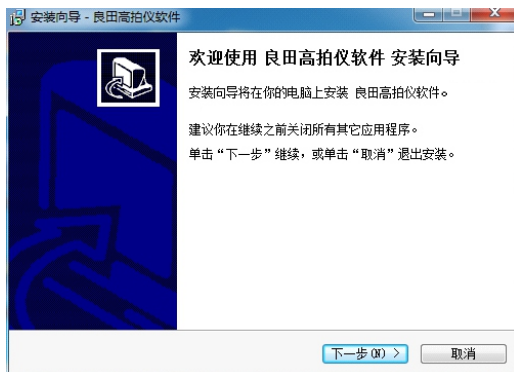 安装向导 - 良田高拍仪软件
欢迎使用 良田高拍仪软件 安装向导
安装向导将在你的电脑上安装 良田高拍仪软件。
建议你在继续之前关闭所有其它应用程序。
单击“下一步”继续，或单击“取消”退出安装。
下一步(N) >
取消